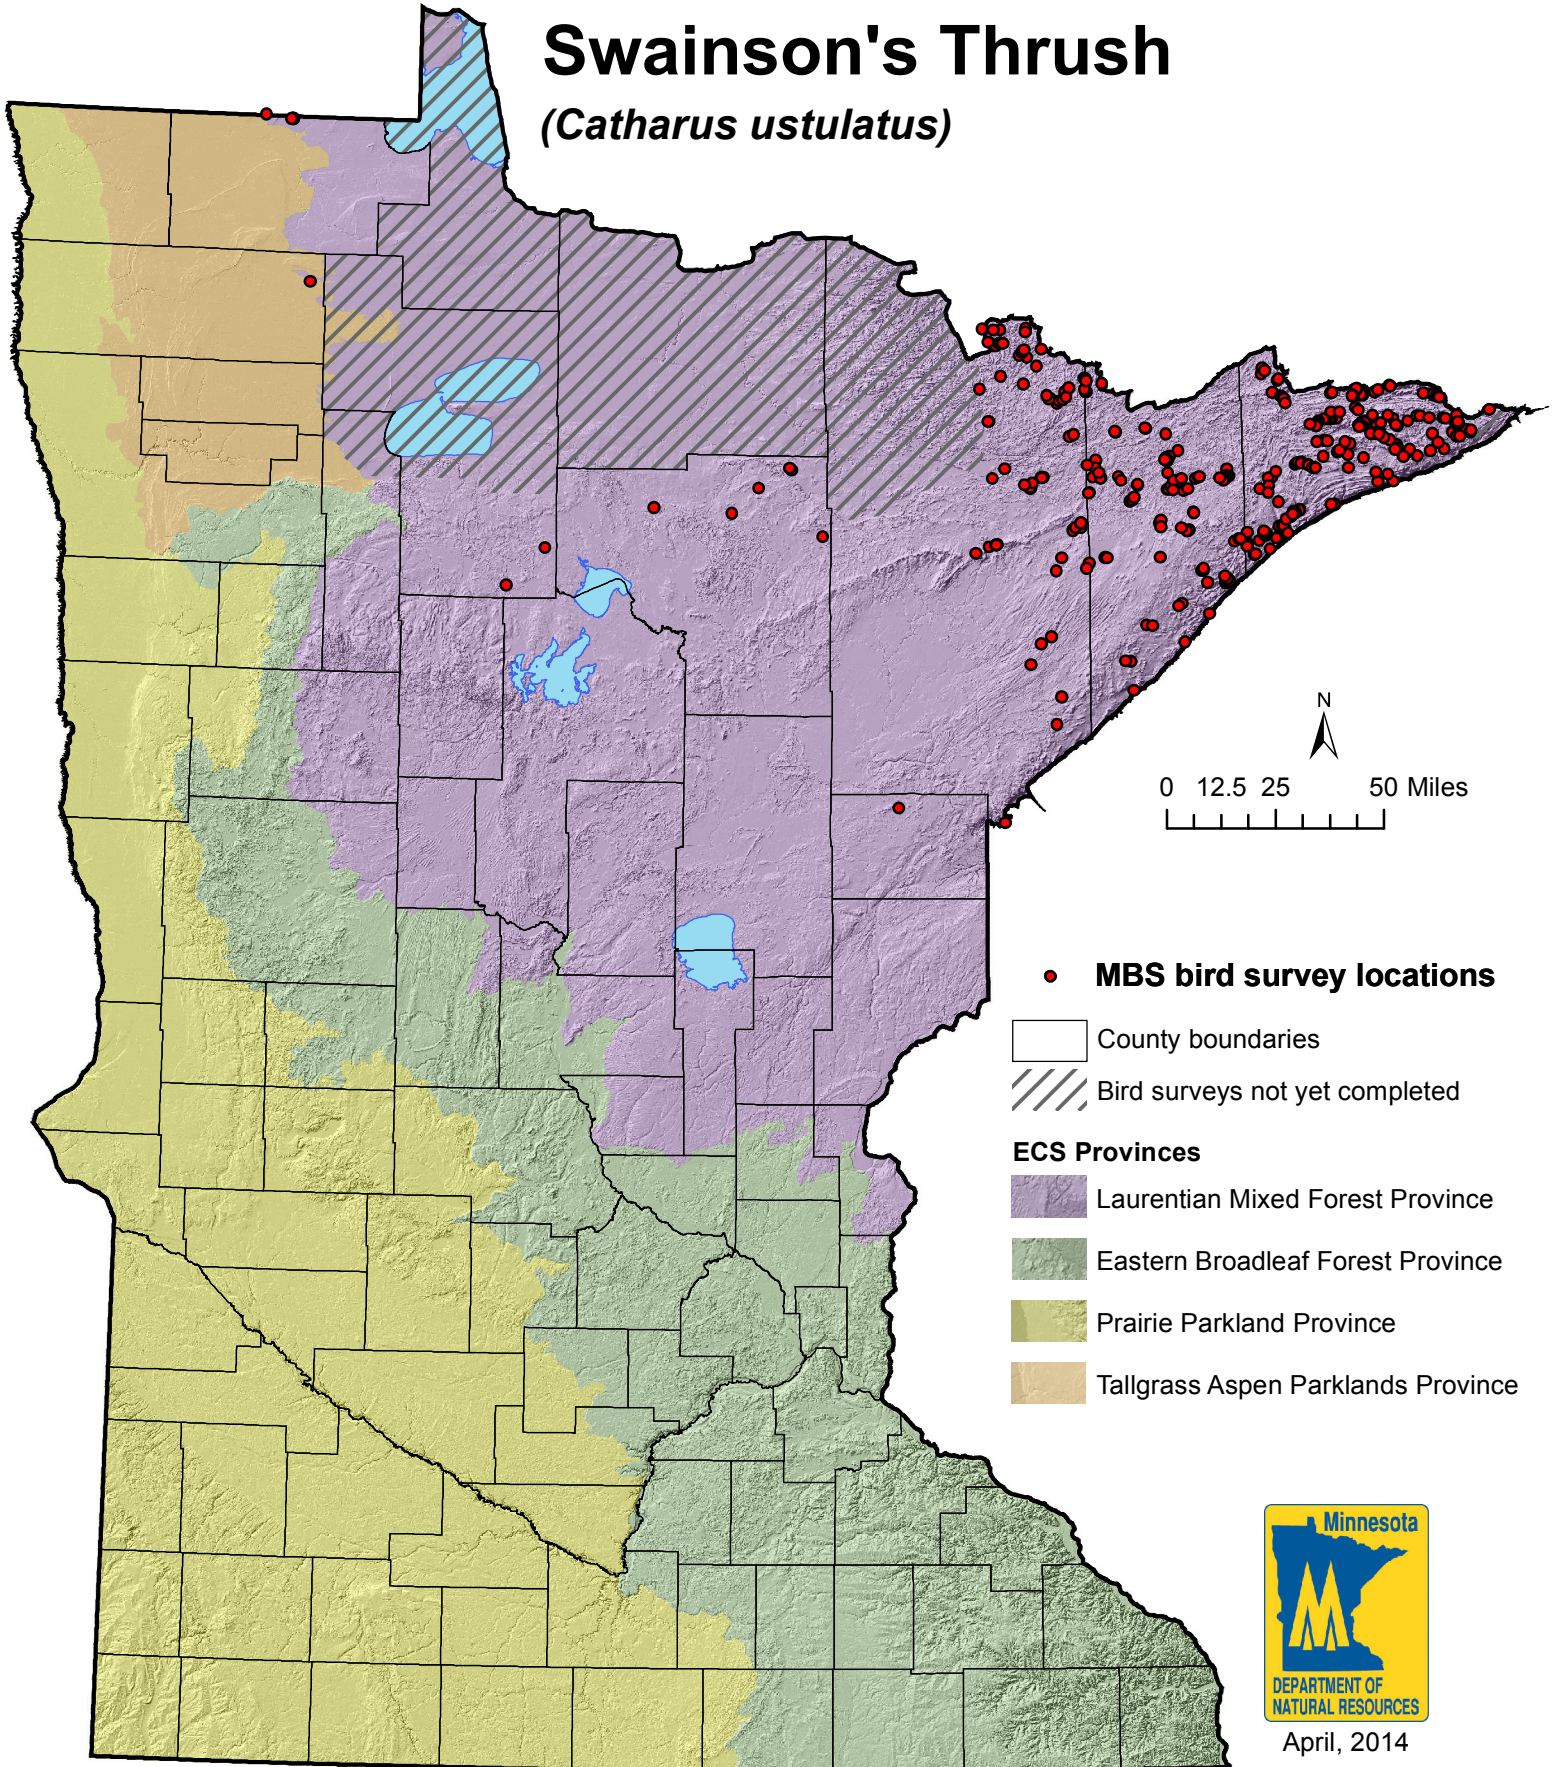 Swainson's Thrush
(Catharus ustulatus)
N
0 12.5 25 50 Miles
MBS bird survey locations
County boundaries
Bird surveys not yet completed
ECS Provinces
Laurentian Mixed Forest Province
Eastern Broadleaf Forest Province
Prairie Parkland Province
Tallgrass Aspen Parklands Province
Minnesota
DEPARTMENT OF
NATURAL RESOURCES
April, 2014